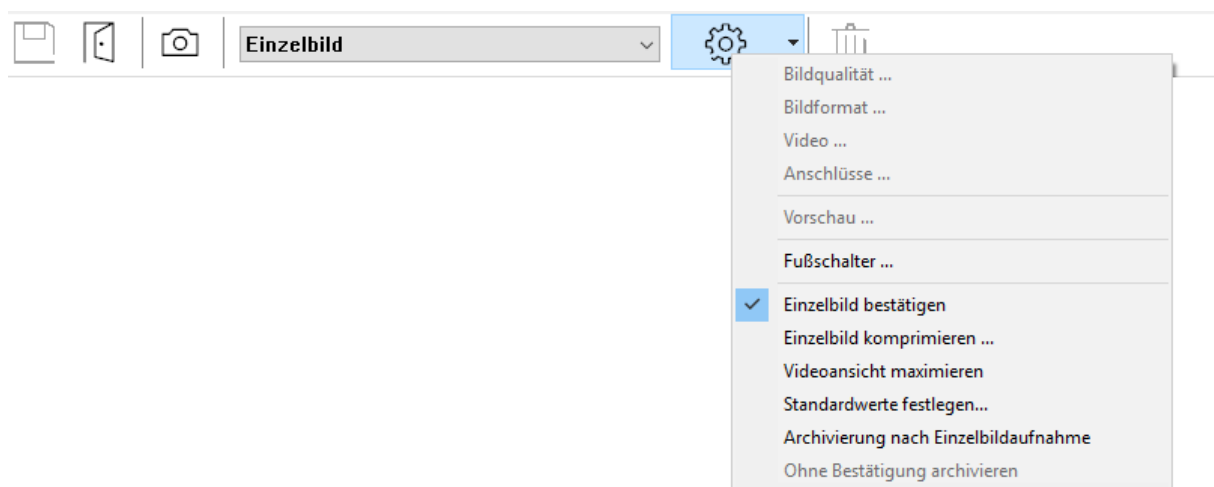 Einzelbild
Bildqualität ...
Bildformat ...
Video ...
Anschlüsse ...
Vorschau ...
Fußschalter ...
Einzelbild bestätigen
Einzelbild komprimieren ...
Videoansicht maximieren
Standardwerte festlegen...
Archivierung nach Einzelbildaufnahme
Ohne Bestätigung archivieren